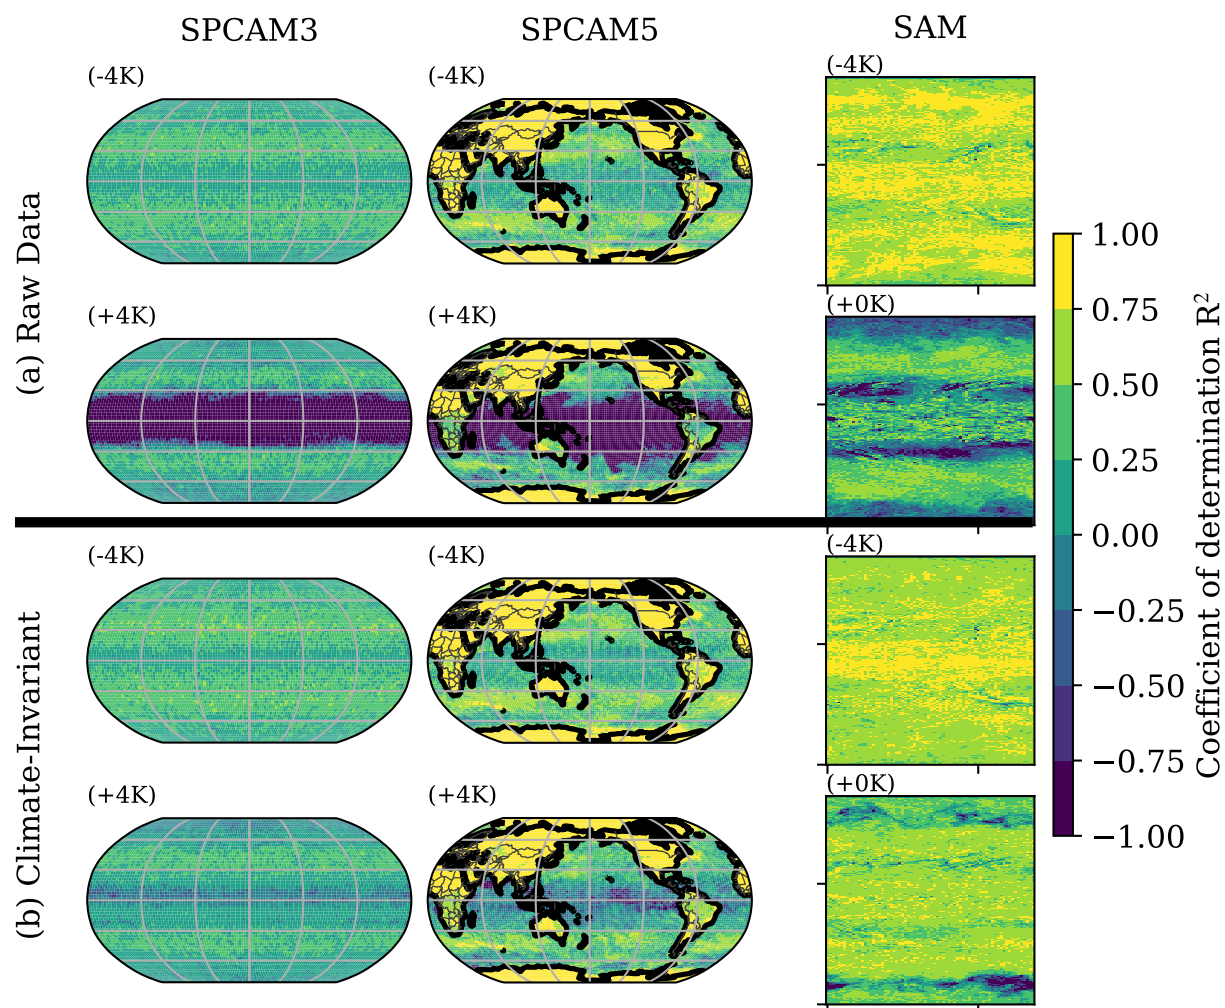 SPCAM3 SPCAM5 SAM
(-4K) (-4K) (-4K)
(a) Raw Data
(+4K) (+4K) (+0K)
(-4K) (-4K) (-4K)
(b) Climate-Invariant
(+4K) (+4K) (+0K)
1.00
0.75
0.50
0.25
0.00
−0.25
−0.50
−0.75
−1.00
Coefficient of determination R²